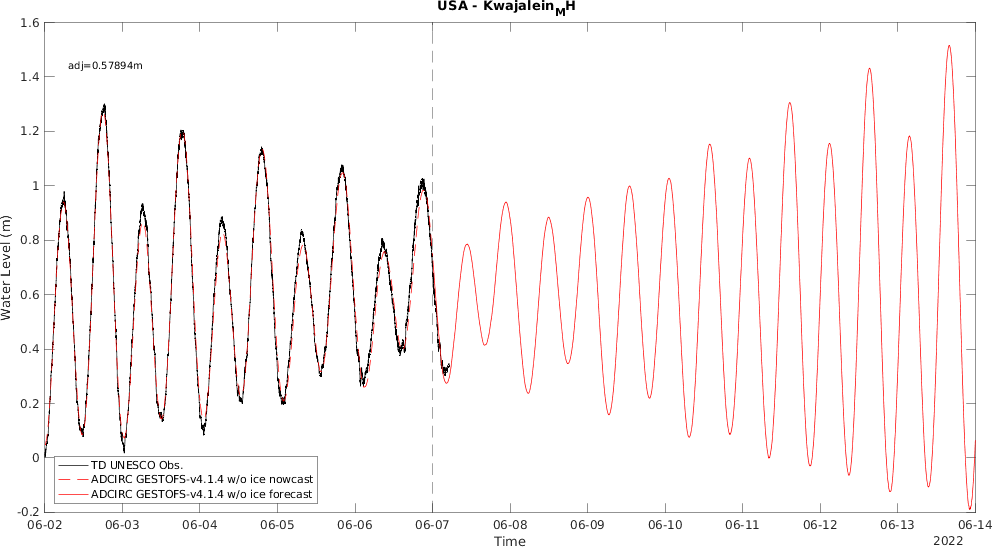 USA - Kwajalein_MH
adj=0.57894m
Water Level (m)
1.6
1.4
1.2
1
0.8
0.6
0.4
0.2
0
-0.2
TD UNESCO Obs.
ADCIRC GESTOFS-v4.1.4 w/o ice nowcast
ADCIRC GESTOFS-v4.1.4 w/o ice forecast
06-02 06-03 06-04 06-05 06-06 06-07 06-08 06-09 06-10 06-11 06-12 06-13 06-14
Time
2022